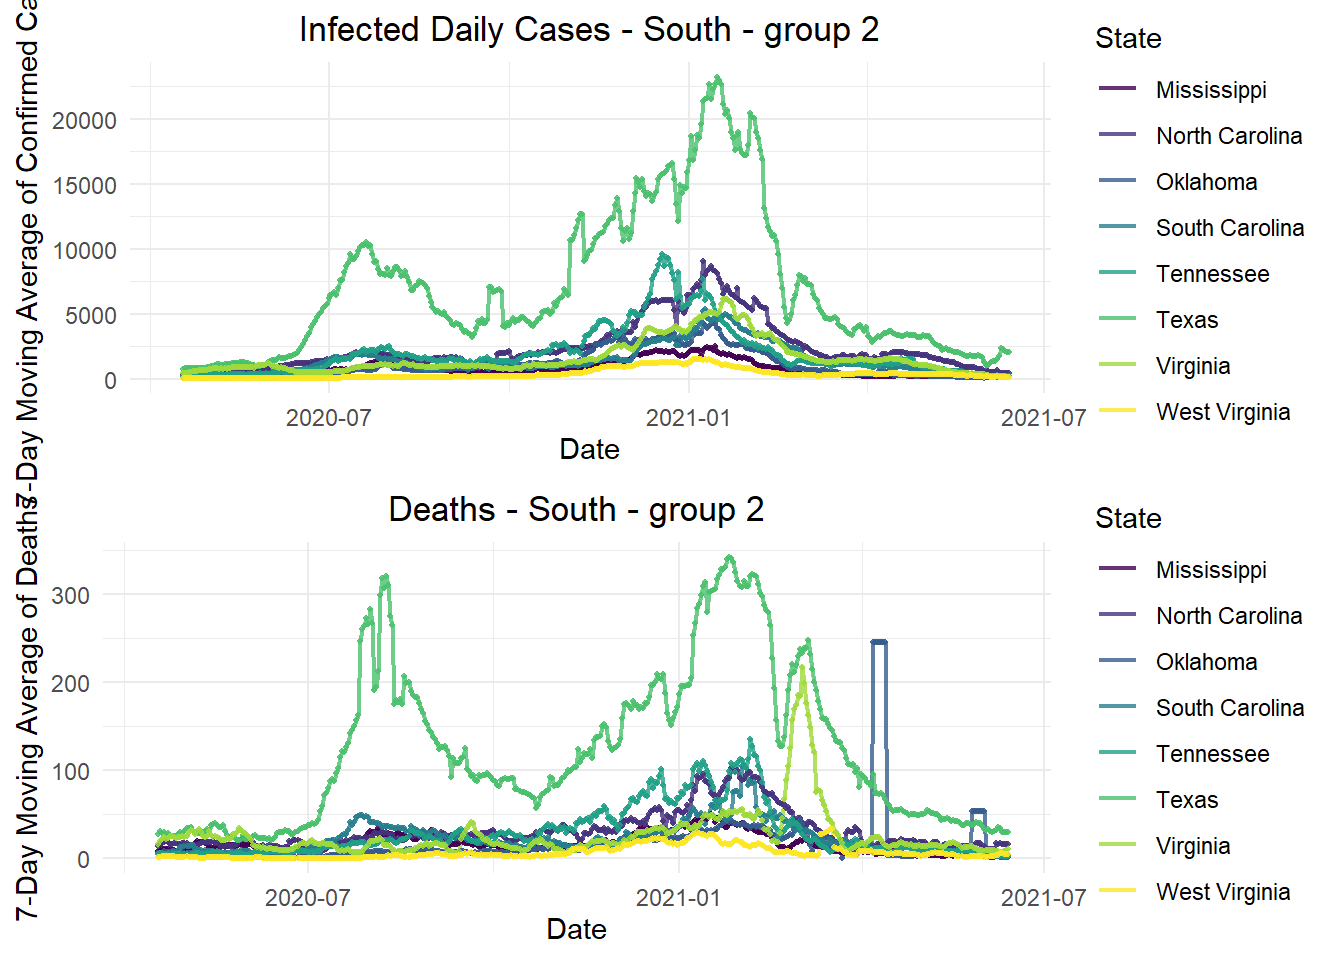 Infected Daily Cases - South - group 2
7-Day Moving Average of Confirmed Ca
20000
15000
10000
5000
0
2020-07
2021-01
2021-07
Date
State
Mississippi
North Carolina
Oklahoma
South Carolina
Tennessee
Texas
Virginia
West Virginia
Deaths - South - group 2
7-Day Moving Average of Deaths
300
200
100
0
2020-07
2021-01
2021-07
Date
State
Mississippi
North Carolina
Oklahoma
South Carolina
Tennessee
Texas
Virginia
West Virginia